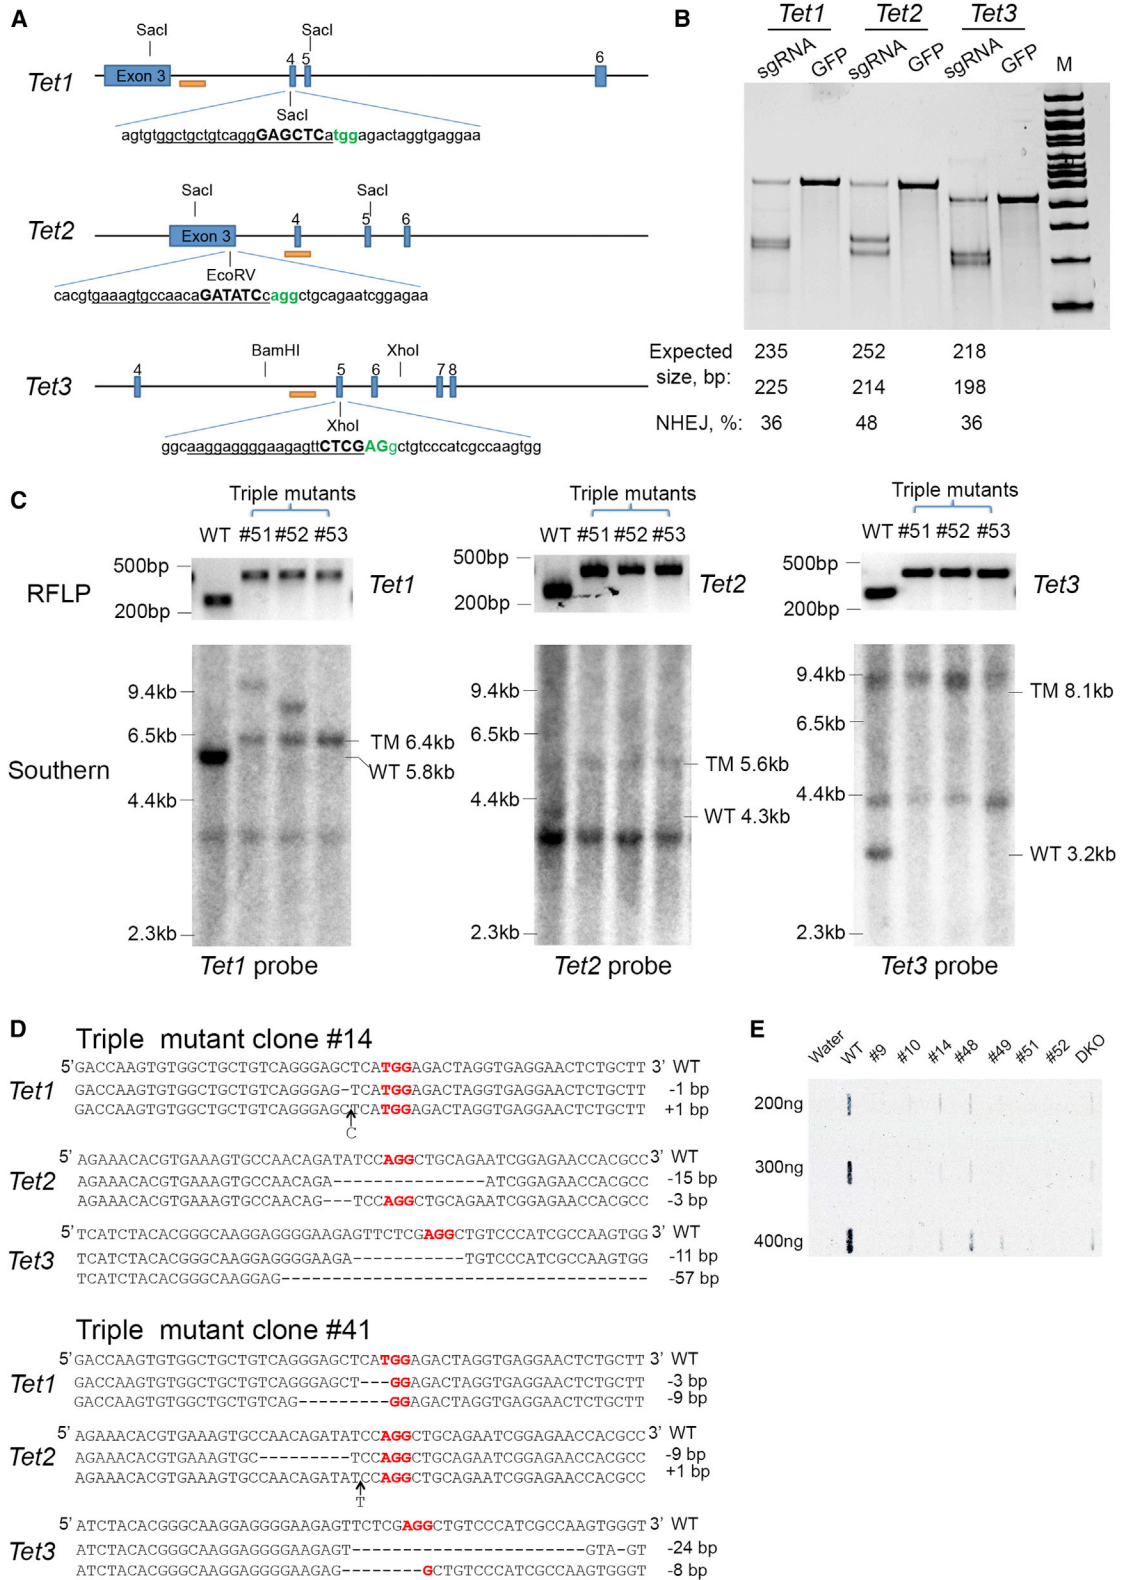 A
SacI
SacI
Tet1
Exon 3
4
5
6
SacI
agtgtggctgctgtcaggGAGCTCatggagactaggtgaggaa
SacI
SacI
Tet2
Exon 3
4
5
6
EcoRV
cacgtgaaagtgccaacaGATATCcaggctgcagaatcggagaa
BamHI
XhoI
Tet3
4
5
6
7
8
XhoI
ggcaaggaggggaagagttCTCGAGgctgtcccatcgccaagtgg
B
Tet1 Tet2 Tet3
sgRNA GFP sgRNA GFP sgRNA GFP M
Expected size, bp:
235 252 218
225 214 198
NHEJ, %: 36 48 36
C
Triple mutants
WT #51 #52 #53
500bp
200bp
RFLP
Tet1
Triple mutants
WT #51 #52 #53
500bp
200bp
Tet2
Triple mutants
WT #51 #52 #53
500bp
200bp
Tet3
Southern
9.4kb
6.5kb
4.4kb
2.3kb
TM 6.4kb
WT 5.8kb
Tet1 probe
9.4kb
6.5kb
4.4kb
2.3kb
TM 5.6kb
WT 4.3kb
Tet2 probe
9.4kb
6.5kb
4.4kb
2.3kb
TM 8.1kb
WT 3.2kb
Tet3 probe
D
Triple mutant clone #14
Tet1
5' GACCAAGTGTGGCTGCTGTCAGGGAGCTCATGGAGACTAGGTGAGGAACTCTGCTT 3' WT
GACCAAGTGTGGCTGCTGTCAGGGAG-TCATGGAGACTAGGTGAGGAACTCTGCTT -1 bp
GACCAAGTGTGGCTGCTGTCAGGGAGCTCATGGAGACTAGGTGAGGAACTCTGCTT +1 bp
C
Tet2
5' AGAAACACGTGAAAGTGCCAACAGATATCCAGGCTGCAGAATCGGAGAACCACGCC 3' WT
AGAAACACGTGAAAGTGCCAACAGA---------------ATCGGAGAACCACGCC -15 bp
AGAAACACGTGAAAGTGCCAACAG---TCCAGGCTGCAGAATCGGAGAACCACGCC -3 bp
Tet3
5' TCATCTACACGGGCAAGGAGGGGAAGAGTTCTCGAGGCTGTCCCATCGCCAAGTGG 3' WT
TCATCTACACGGGCAAGGAGGGGAAGA-----------TGTCCCATCGCCAAGTGG -11 bp
TCATCTACACGGGCAAGGAG------------------------------------ -57 bp
Triple mutant clone #41
Tet1
5' GACCAAGTGTGGCTGCTGTCAGGGAGCTCATGGAGACTAGGTGAGGAACTCTGCTT 3' WT
GACCAAGTGTGGCTGCTGTCAGGGAGCT---GGAGACTAGGTGAGGAACTCTGCTT -3 bp
GACCAAGTGTGGCTGCTGTCAG---------GGAGACTAGGTGAGGAACTCTGCTT -9 bp
Tet2
5' AGAAACACGTGAAAGTGCCAACAGATATCCAGGCTGCAGAATCGGAGAACCACGCC 3' WT
AGAAACACGTGAAAGTGC---------TCCAGGCTGCAGAATCGGAGAACCACGCC -9 bp
AGAAACACGTGAAAGTGCCAACAGATATCCAGGCTGCAGAATCGGAGAACCACGCC +1 bp
T
Tet3
5' ATCTACACGGGCAAGGAGGGGAAGAGTTCTCGAGGCTGTCCCATCGCCAAGTGGGT 3' WT
ATCTACACGGGCAAGGAGGGGAAGAGT-----------------------GTA-GT -24 bp
ATCTACACGGGCAAGGAGGGGAAGAG--------GCTGTCCCATCGCCAAGTGGGT -8 bp
E
Water WT #9 #10 #14 #48 #49 #51 #52 DKO
200ng
300ng
400ng